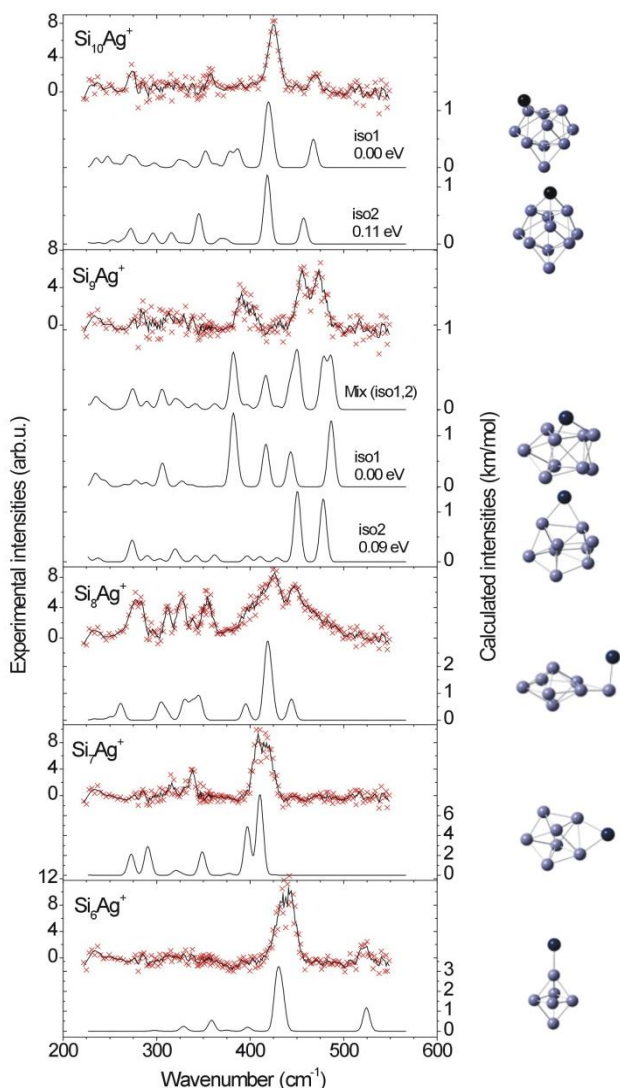 8
Si10Ag+
4
0
1
iso1
0.00 eV
0
1
iso2
0.11 eV
0
8
Si9Ag+
4
0
1
Mix (iso1,2)
0
1
iso1
0.00 eV
0
1
iso2
0.09 eV
0
8
Si8Ag+
4
0
2
1
0
Si7Ag+
8
4
0
6
4
2
0
12
Si6Ag+
8
4
0
3
2
1
0
200 300 400 500 600
Wavenumber (cm-1)
Experimental intensities (arb.u.)
Calculated intensities (km/mol)